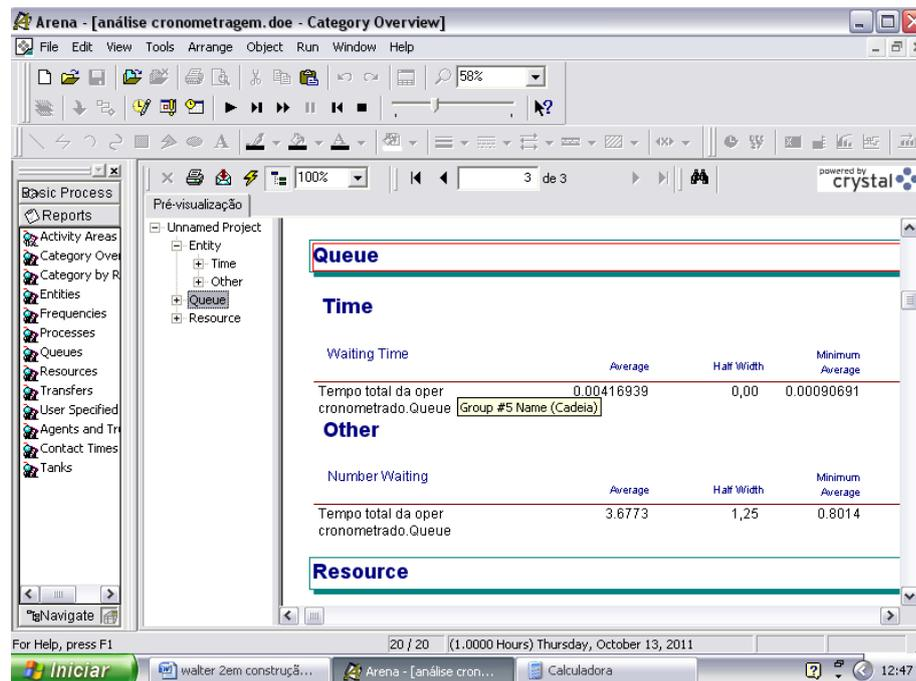 Arena - [análise cronometragem.doe - Category Overview]
File Edit View Tools Arrange Object Run Window Help
58%
Basic Process
Reports
Activity Areas
Category Over
Category by R
Entities
Frequencies
Processes
Queues
Resources
Transfers
User Specified
Agents and Tr
Contact Times
Tanks
Navigate
100%
3 de 3
powered by
crystal
Pré-visualização
Unnamed Project
Entity
Time
Other
Queue
Resource
Queue
Time
Waiting Time Average Half Width Minimum Average
Tempo total da oper 0.00416939 0,00 0.00090691
cronometrado.Queue
Group #5 Name (Cadeia)
Other
Number Waiting Average Half Width Minimum Average
Tempo total da oper 3.6773 1,25 0.8014
cronometrado.Queue
Resource
For Help, press F1 20 / 20 (1.0000 Hours) Thursday, October 13, 2011
Iniciar walter 2em construçã... Arena - [análise cron... Calculadora 12:47